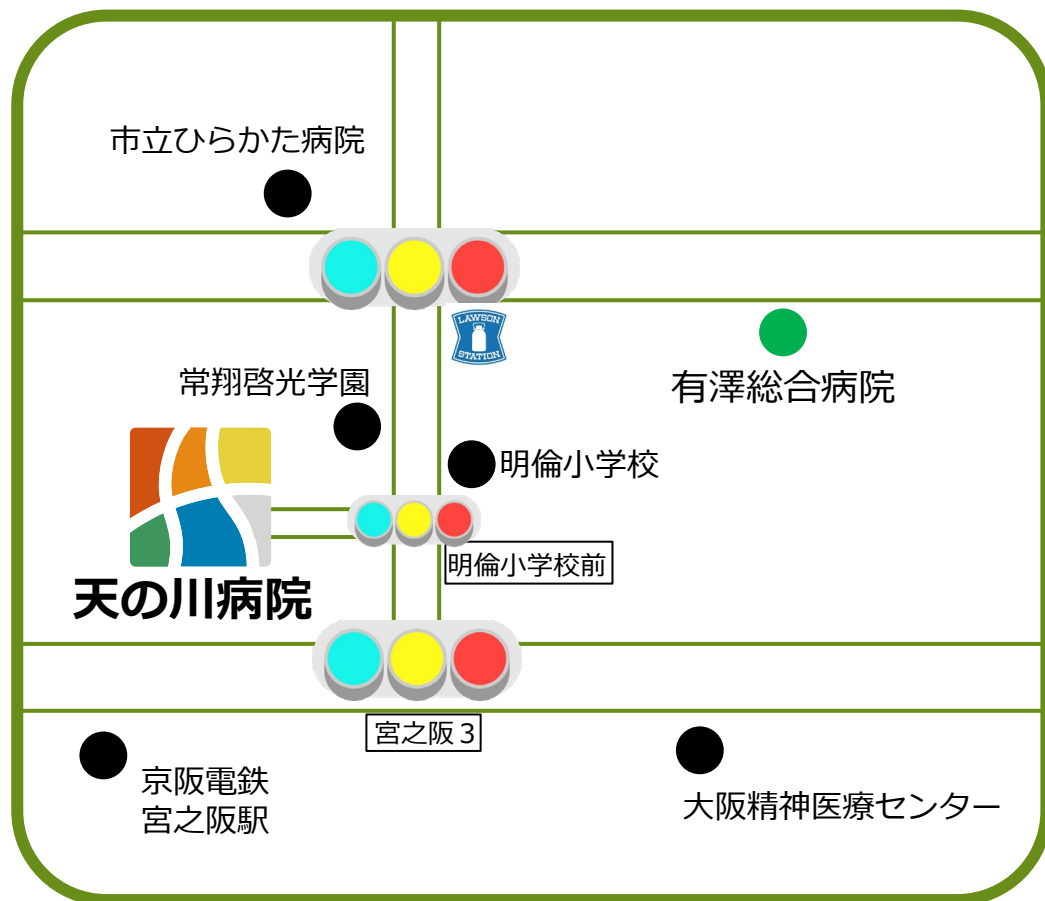 市立ひらかた病院
LAWSON
STATION
有澤総合病院
常翔啓光学園
明倫小学校
明倫小学校前
天の川病院
宮之阪3
京阪電鉄
宮之阪駅
大阪精神医療センター